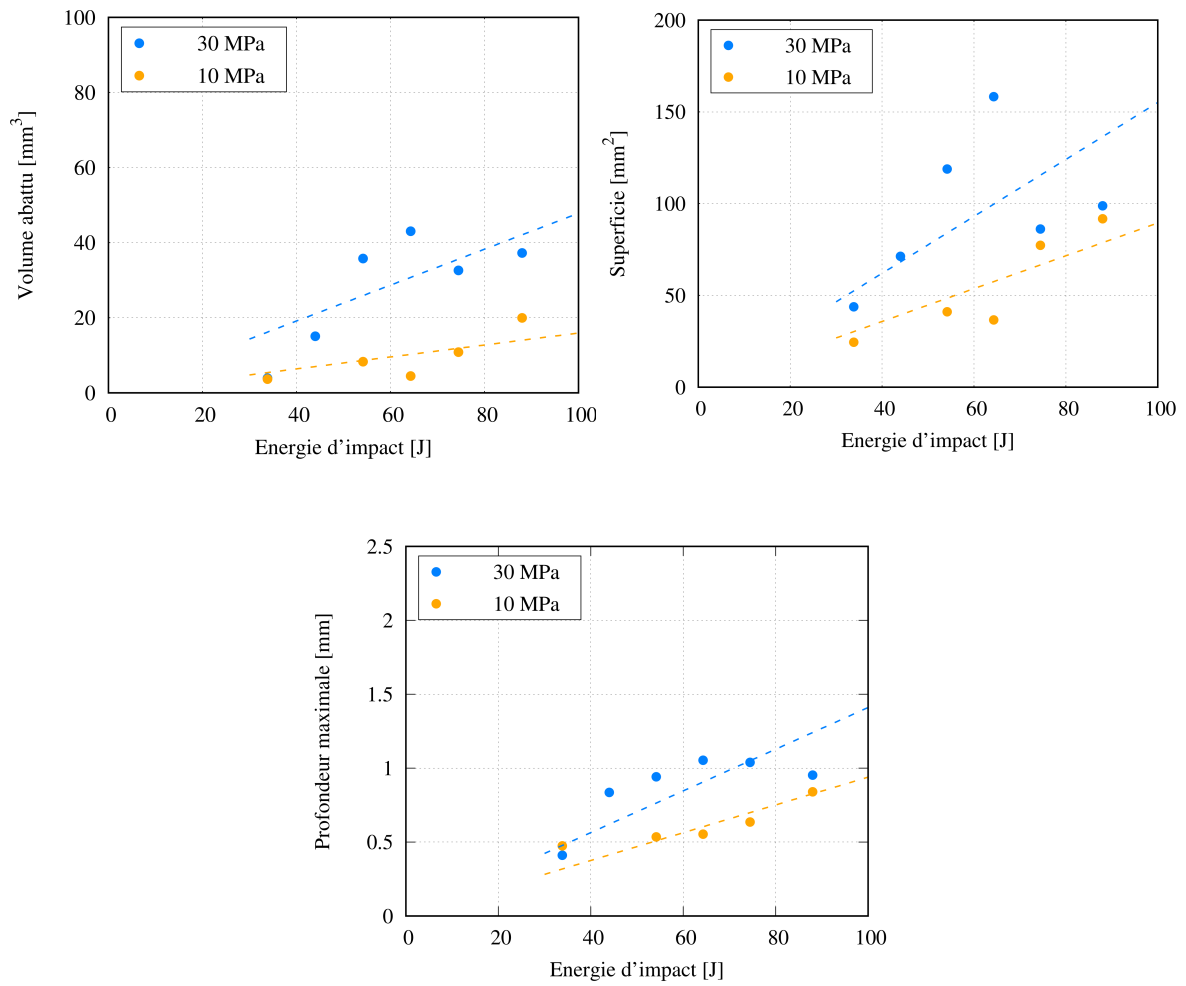 100
80
60
40
20
0
0 20 40 60 80 100
Volume abattu [mm³]
Energie d'impact [J]
30 MPa
10 MPa
200
150
100
50
0
0 20 40 60 80 100
Superficie [mm²]
Energie d'impact [J]
30 MPa
10 MPa
2.5
2
1.5
1
0.5
0
0 20 40 60 80 100
Profondeur maximale [mm]
Energie d'impact [J]
30 MPa
10 MPa